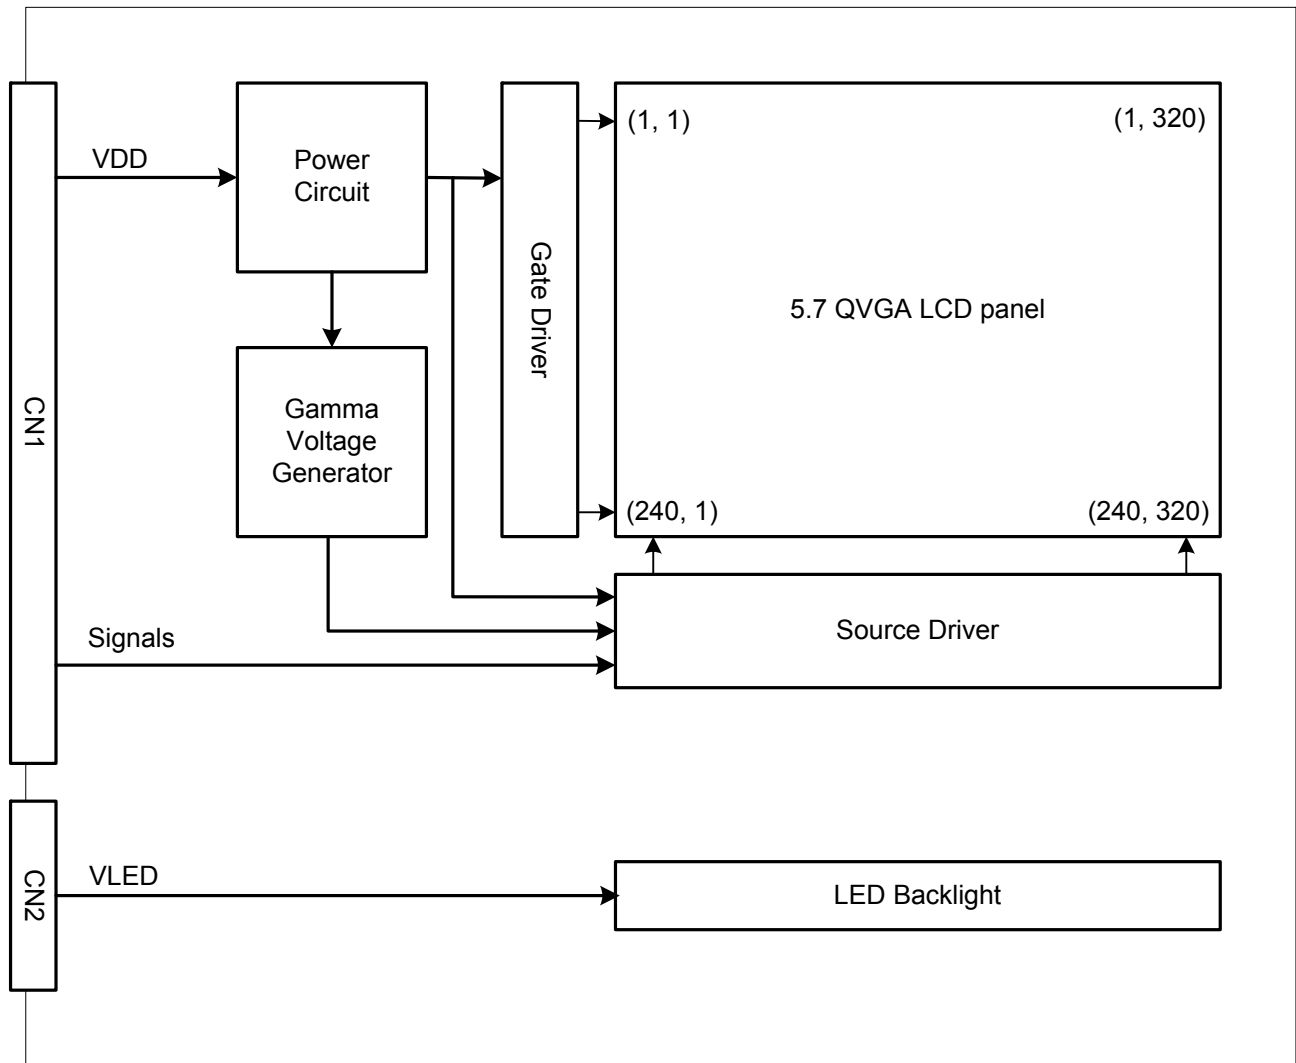 CN1
VDD
Power
Circuit
Gate Driver
(1, 1)
(1, 320)
5.7 QVGA LCD panel
(240, 1)
(240, 320)
Gamma
Voltage
Generator
Signals
Source Driver
CN2
VLED
LED Backlight